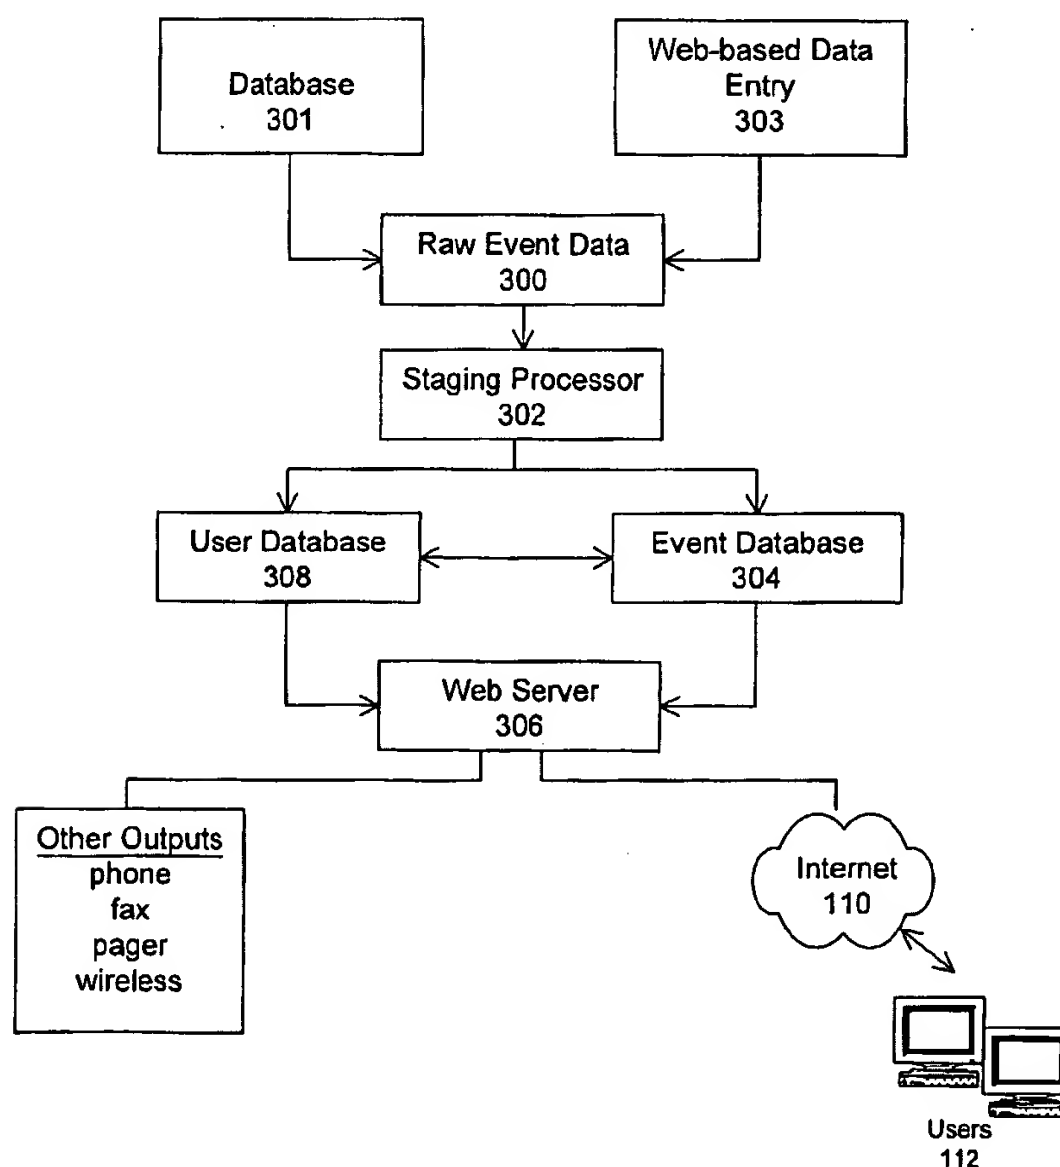 Database
301
Web-based Data
Entry
303
Raw Event Data
300
Staging Processor
302
User Database
308
Event Database
304
Web Server
306
Other Outputs
phone
fax
pager
wireless
Internet
110
Users
112